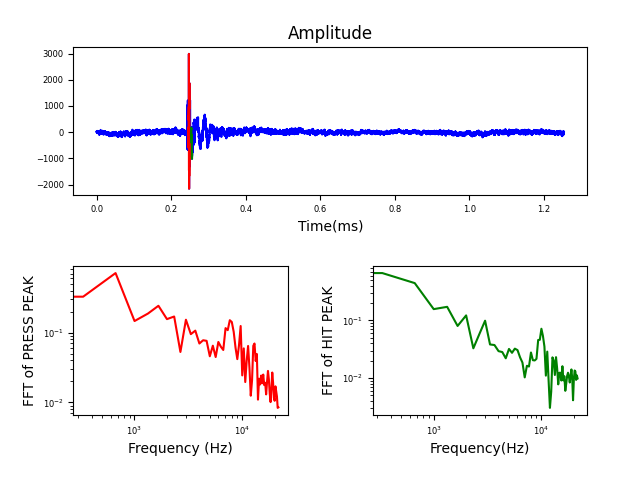 Amplitude
3000
2000
1000
0
−1000
−2000
0.0 0.2 0.4 0.6 0.8 1.0 1.2
Time(ms)
FFT of PRESS PEAK
10⁻¹
10⁻²
10³ 10⁴
Frequency (Hz)
FFT of HIT PEAK
10⁻¹
10⁻²
10³ 10⁴
Frequency(Hz)